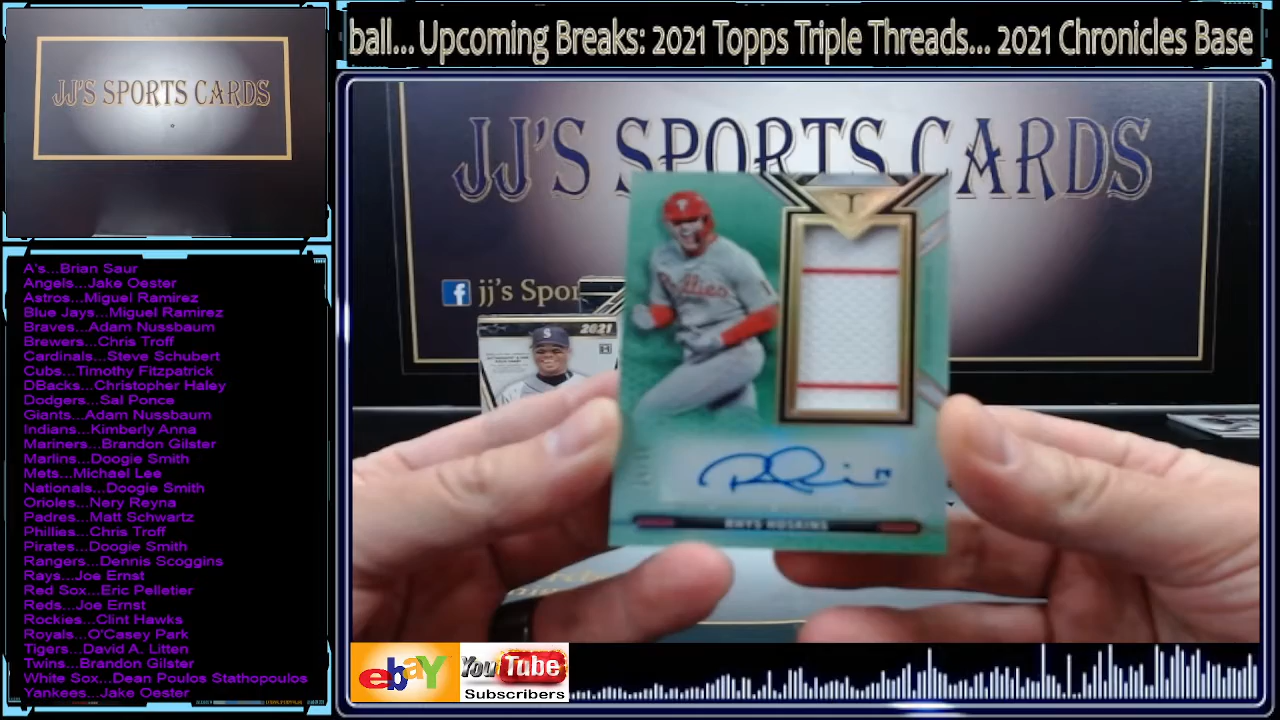 JJ'S SPORTS CARDS
ball... Upcoming Breaks: 2021 Topps Triple Threads... 2021 Chronicles Base
A's...Brian Saur
Angels...Jake Oester
Astros...Miguel Ramirez
Blue Jays...Miguel Ramirez
Braves...Adam Nussbaum
Brewers...Chris Troff
Cardinals...Steve Schubert
Cubs...Timothy Fitzpatrick
DBacks...Christopher Haley
Dodgers...Sal Ponce
Giants...Adam Nussbaum
Indians...Kimberly Anna
Mariners...Brandon Gilster
Marlins...Doogie Smith
Mets...Michael Lee
Nationals...Doogie Smith
Orioles...Nery Reyna
Padres...Matt Schwartz
Phillies...Chris Troff
Pirates...Doogie Smith
Rangers...Dennis Scoggins
Rays...Joe Ernst
Red Sox...Eric Pelletier
Reds...Joe Ernst
Rockies...Clint Hawks
Royals...O'Casey Park
Tigers...David A. Litten
Twins...Brandon Gilster
White Sox...Dean Poulos Stathopoulos
Yankees...Jake Oester
JJ'S SPORTS CARDS
f jj's Spor
2021
S
T
P
Phillies
RHYS HOSKINS
ebay
YouTube
Subscribers